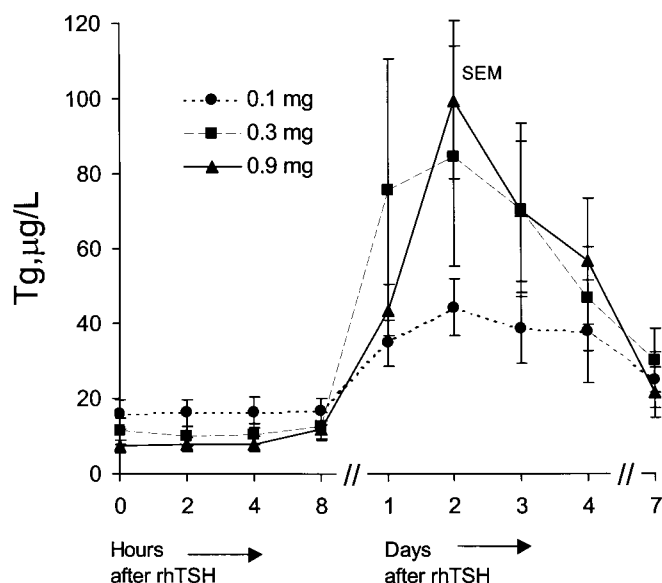 120
100
80
60
40
20
0
Tg,µg/L
SEM
0.1 mg
0.3 mg
0.9 mg
0 2 4 8 // 1 2 3 4 // 7
Hours Days
after rhTSH after rhTSH